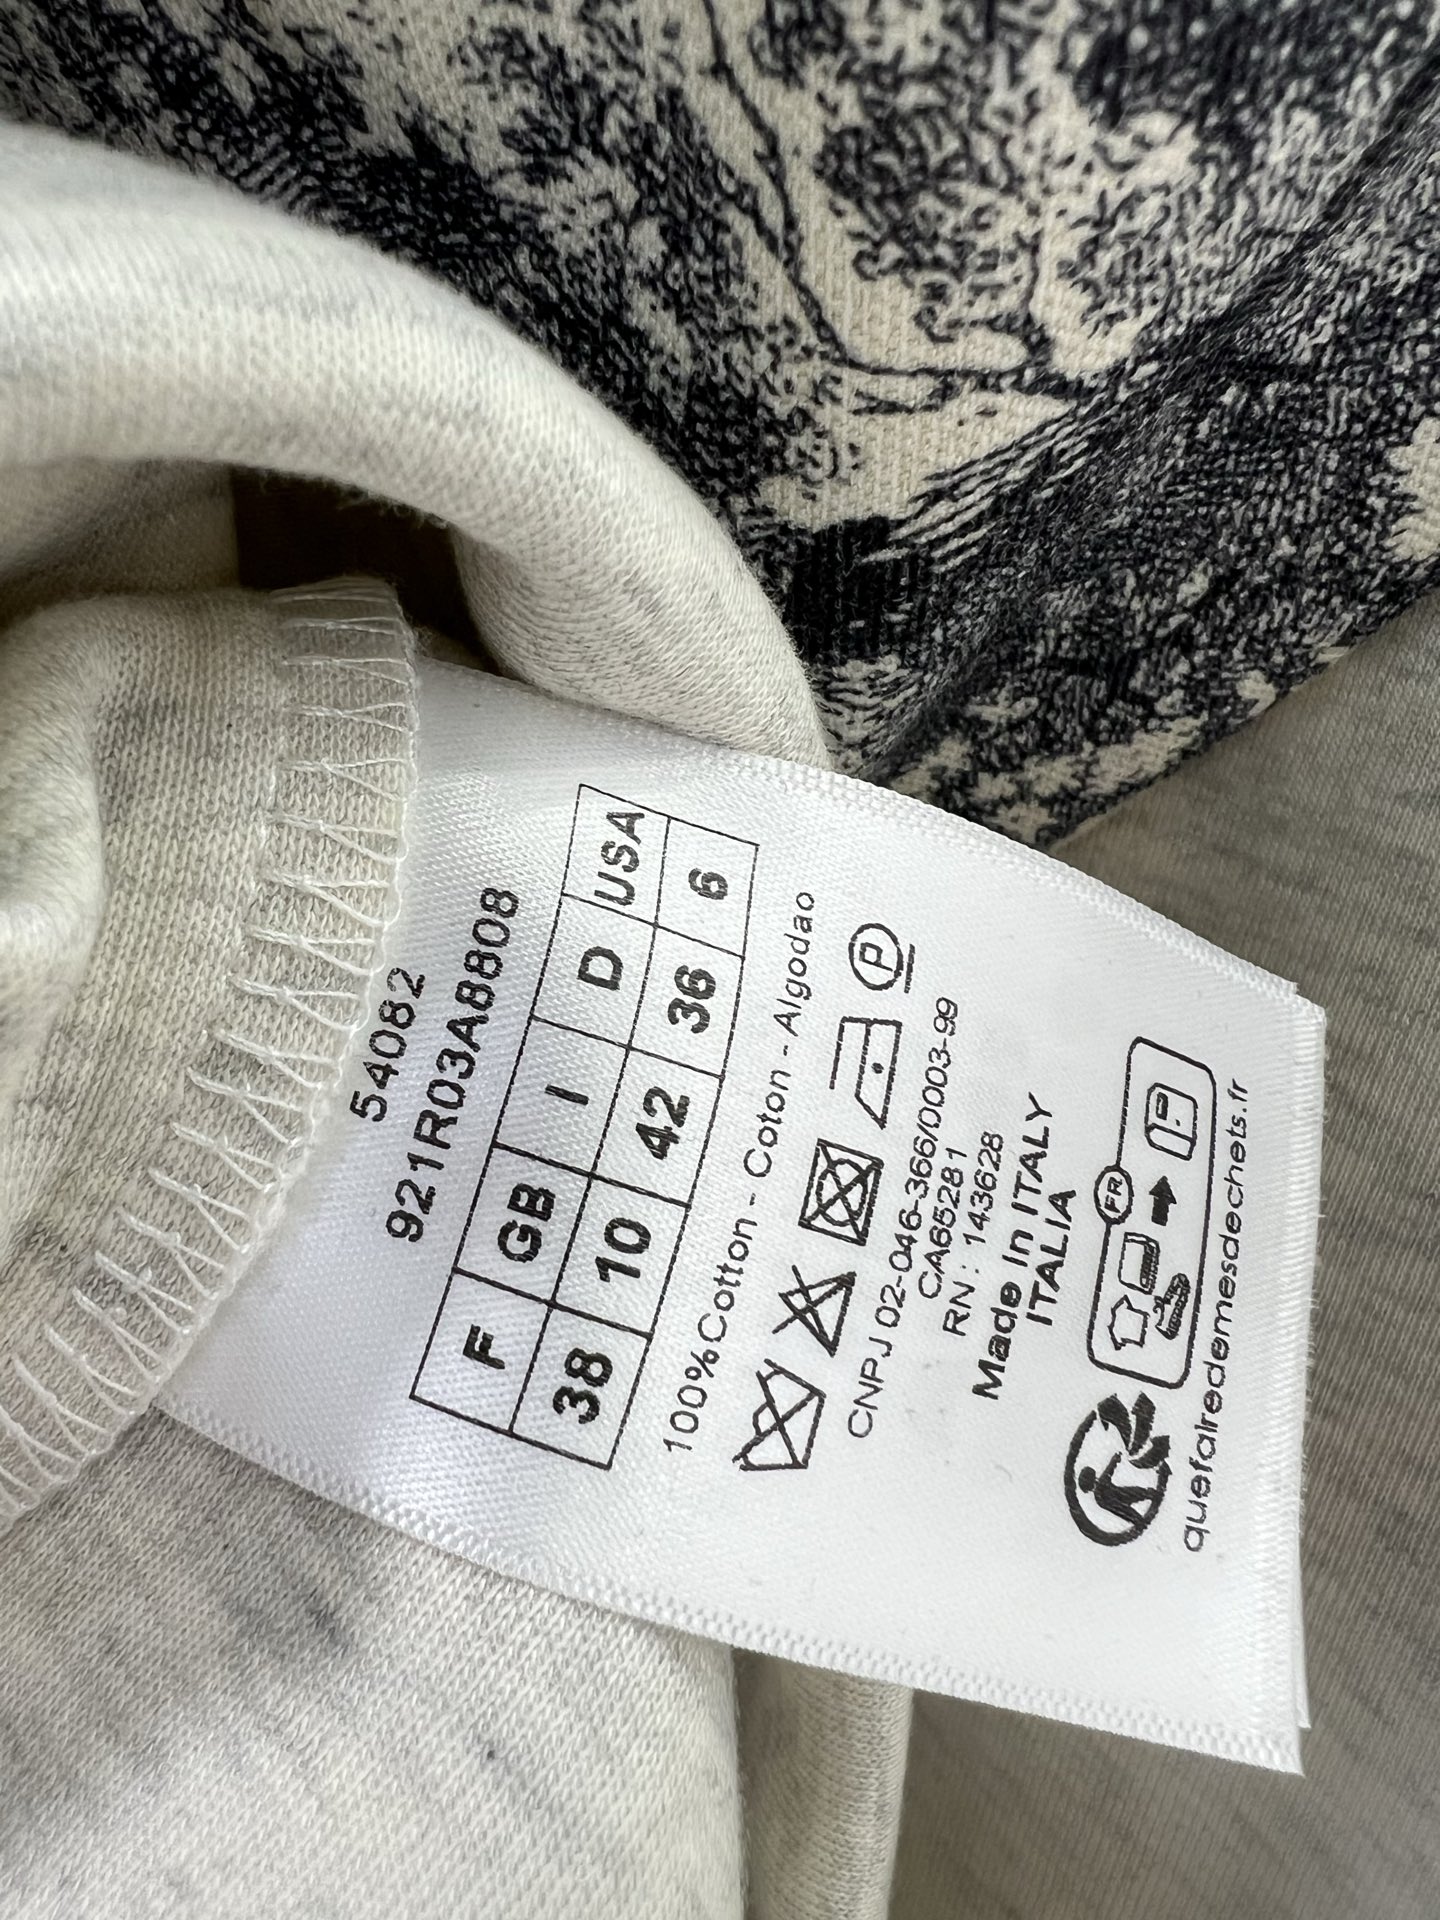 54082
921R03A8808
F GB I D USA
38 10 42 36 6
100% Cotton - Coton - Algodao
P
CNPJ 02-046-366/0003-99
CA65281
RN : 143628
Made in ITALY
ITALIA
FR
quefairedemesdechets.fr